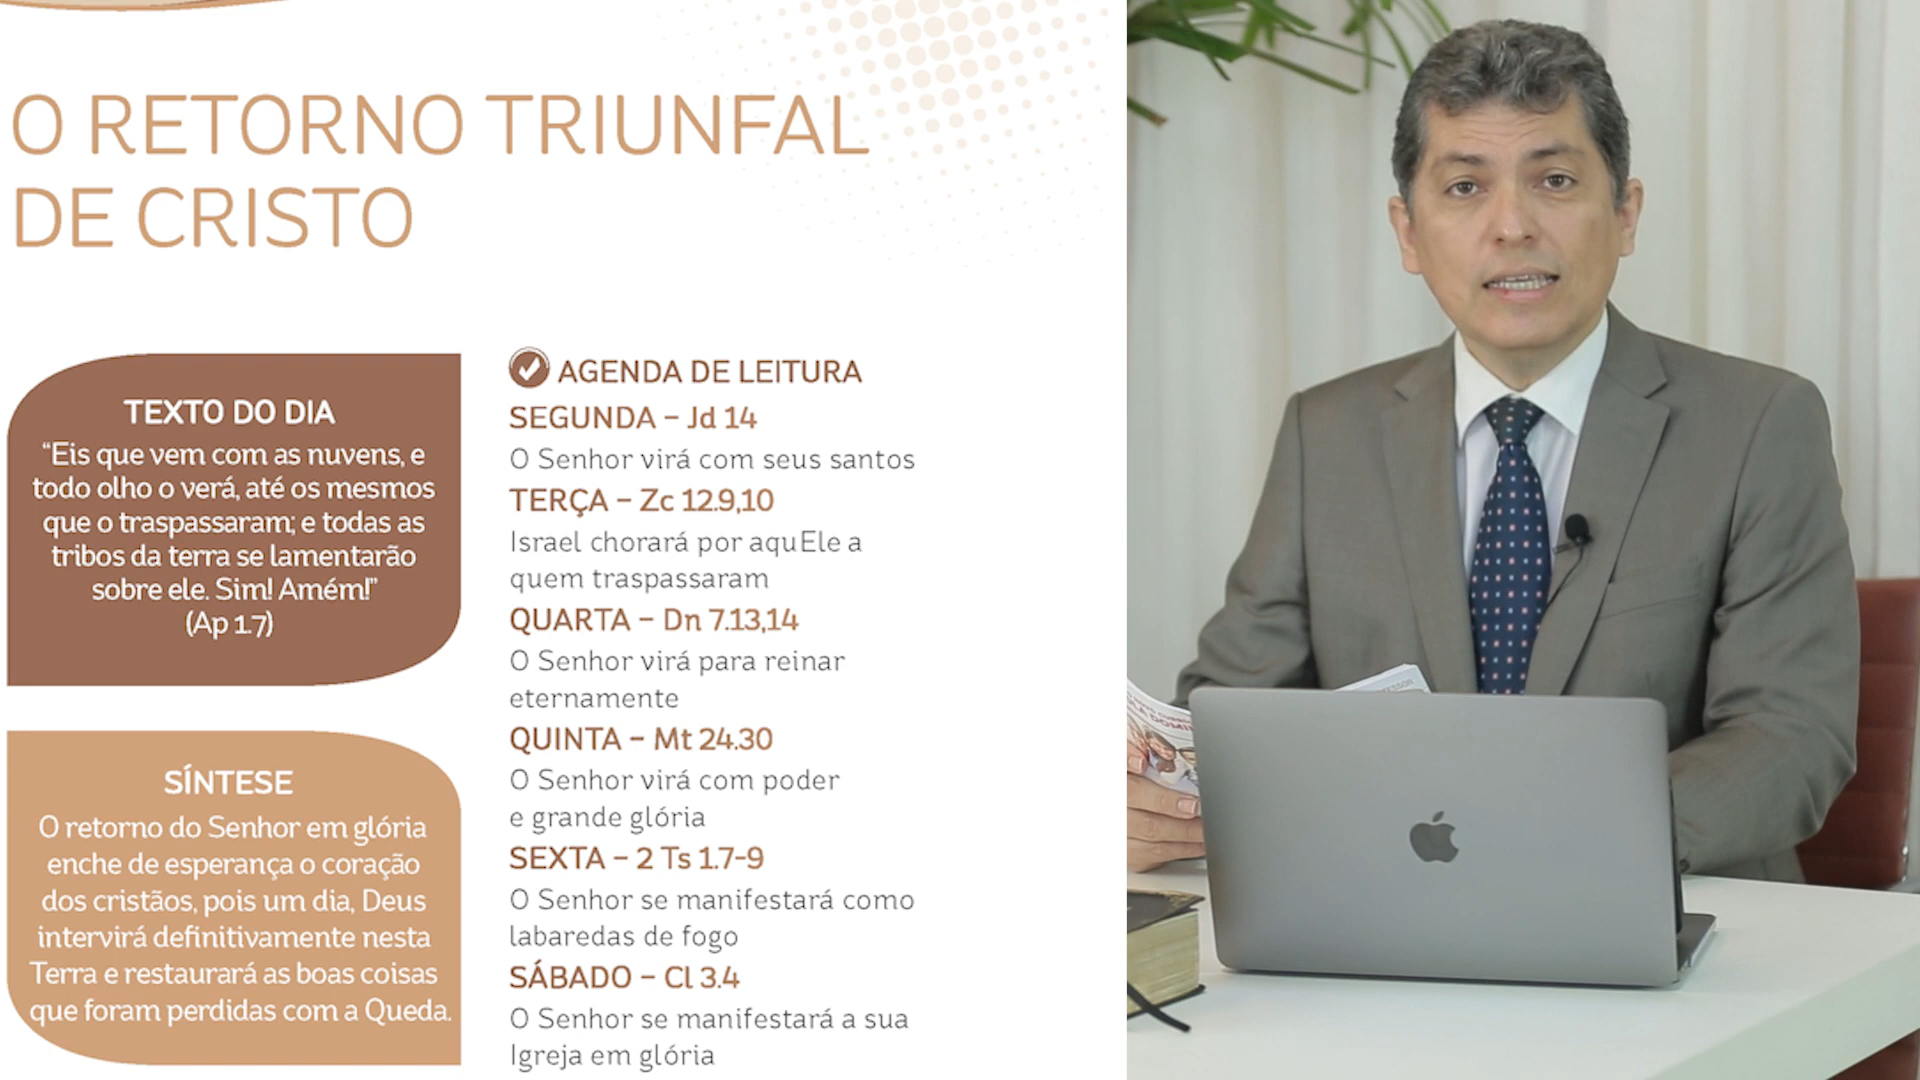 O RETORNO TRIUNFAL
DE CRISTO
TEXTO DO DIA
“Eis que vem com as nuvens, e
todo olho o verá, até os mesmos
que o traspassaram; e todas as
tribos da terra se lamentarão
sobre ele. Sim! Amém!”
(Ap 1.7)
SÍNTESE
O retorno do Senhor em glória
enche de esperança o coração
dos cristãos, pois um dia, Deus
intervirá definitivamente nesta
Terra e restaurará as boas coisas
que foram perdidas com a Queda.
AGENDA DE LEITURA
SEGUNDA – Jd 14
O Senhor virá com seus santos
TERÇA – Zc 12.9,10
Israel chorará por aquEle a
quem traspassaram
QUARTA – Dn 7.13,14
O Senhor virá para reinar
eternamente
QUINTA – Mt 24.30
O Senhor virá com poder
e grande glória
SEXTA – 2 Ts 1.7-9
O Senhor se manifestará como
labaredas de fogo
SÁBADO – Cl 3.4
O Senhor se manifestará a sua
Igreja em glória